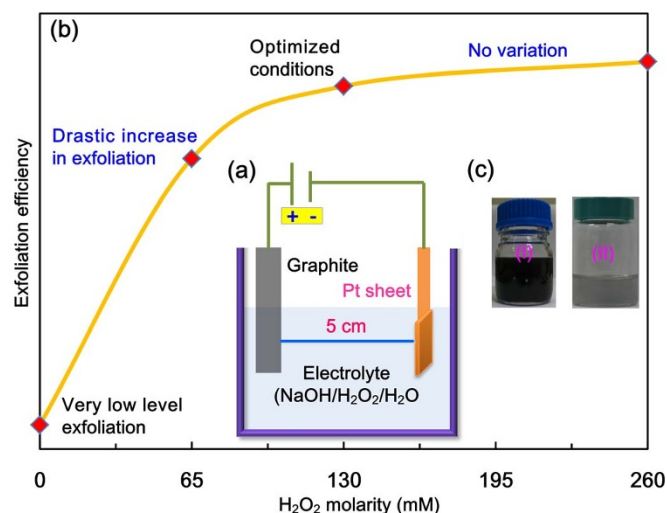 (b)
Optimized
conditions
No variation
Drastic increase
in exfoliation
(a)
(c)
+ -
(I)
(II)
Graphite
Pt sheet
5 cm
Electrolyte
(NaOH/H₂O₂/H₂O
Very low level
exfoliation
Exfoliation efficiency
0 65 130 195 260
H₂O₂ molarity (mM)